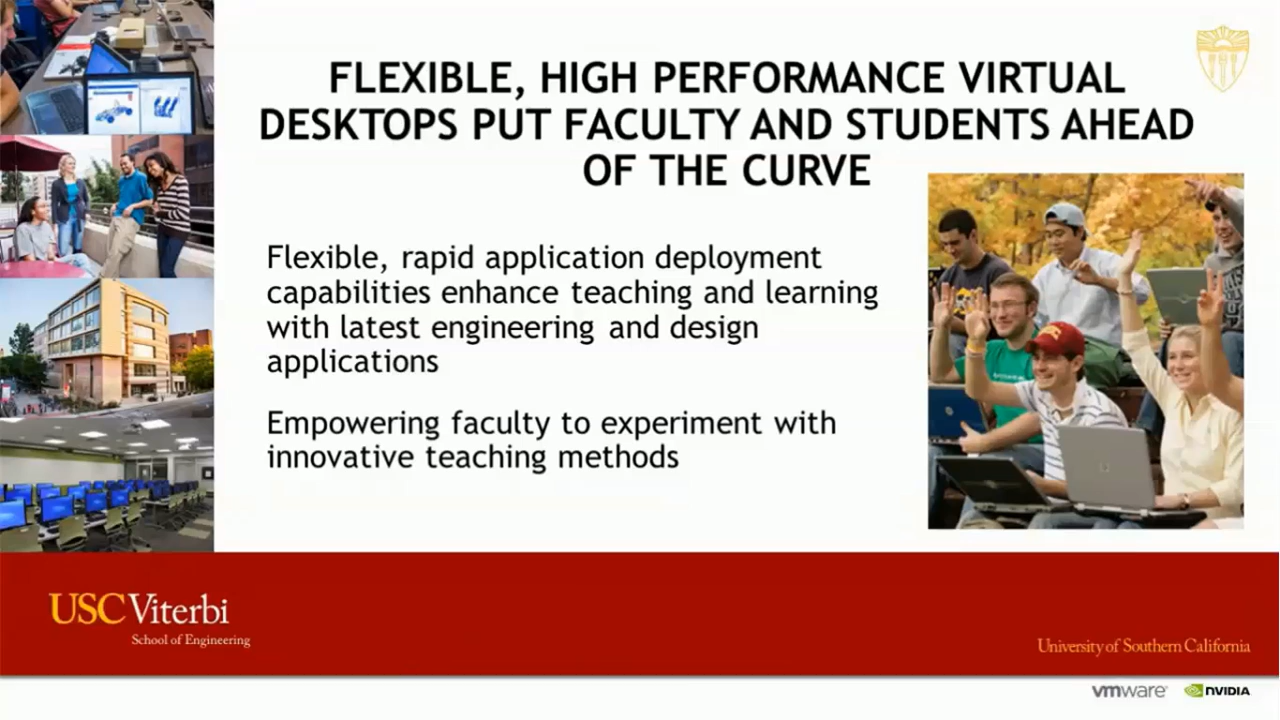 FLEXIBLE, HIGH PERFORMANCE VIRTUAL
DESKTOPS PUT FACULTY AND STUDENTS AHEAD
OF THE CURVE
Flexible, rapid application deployment
capabilities enhance teaching and learning
with latest engineering and design
applications
Empowering faculty to experiment with
innovative teaching methods
USC Viterbi
School of Engineering
University of Southern California
vmware
NVIDIA